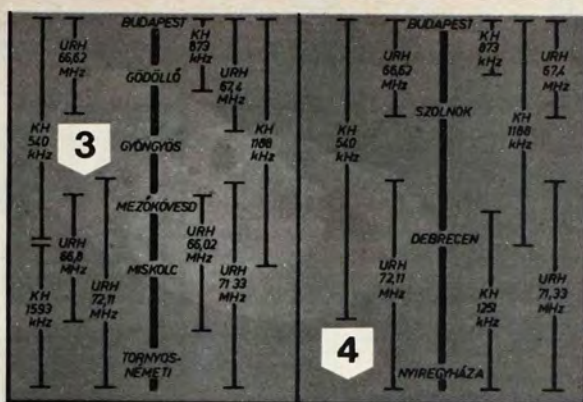 BUDAPEST
URH
66,62
MHz
KH
873
kHz
GÖDÖLLŐ
URH
67,4
MHz
KH
540
kHz
3
GYÖNGYÖS
KH
1188
kHz
MEZŐKÖVESD
URH
66,8
MHz
URH
66,02
MHz
MISKOLC
KH
1593
kHz
URH
72,11
MHz
URH
71.33
MHz
TORNYOS-
NÉMETI
BUDAPEST
URH
66,62
MHz
KH
873
kHz
URH
67,4
MHz
SZOLNOK
KH
540
kHz
KH
1188
kHz
DEBRECEN
URH
72,11
MHz
KH
1251
kHz
URH
71,33
MHz
4
NYIREGYHÁZA